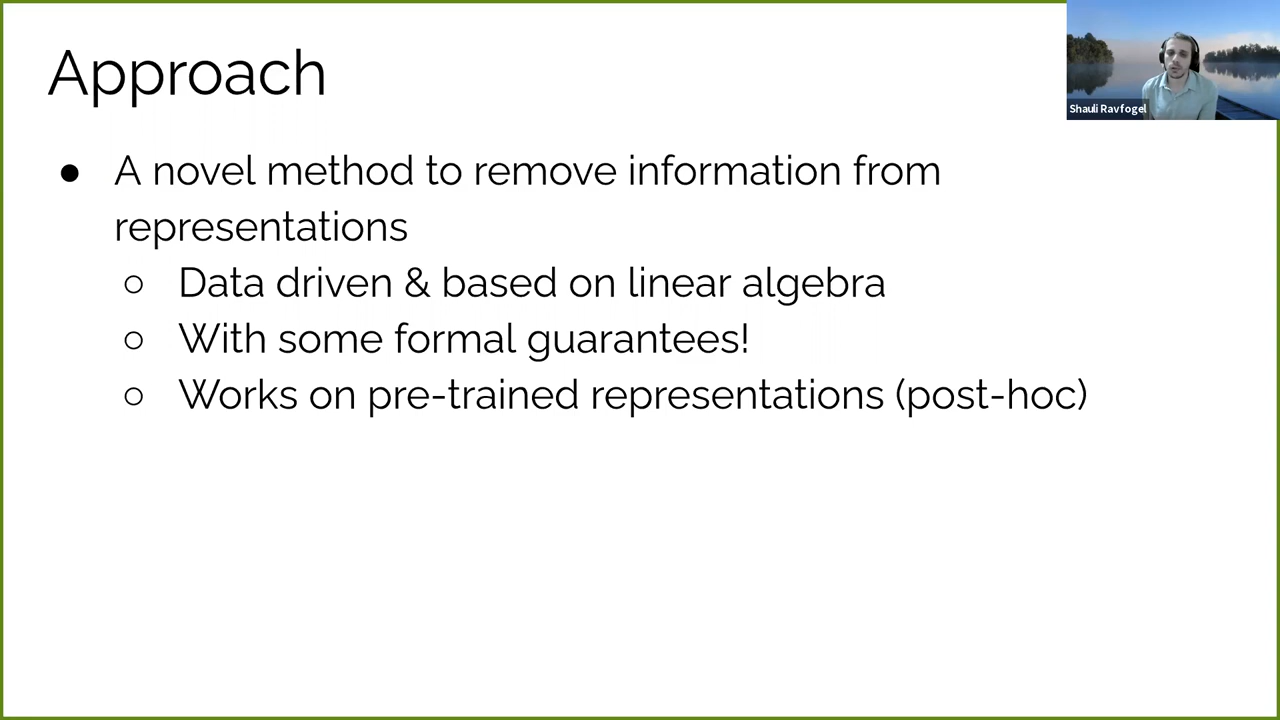 Approach
Shauli Ravfogel
● A novel method to remove information from
representations
○ Data driven & based on linear algebra
○ With some formal guarantees!
○ Works on pre-trained representations (post-hoc)